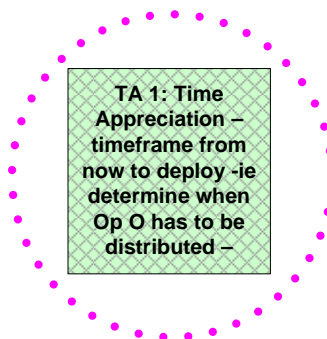 TA 1: Time
Appreciation –
timeframe from
now to deploy -ie
determine when
Op O has to be
distributed –